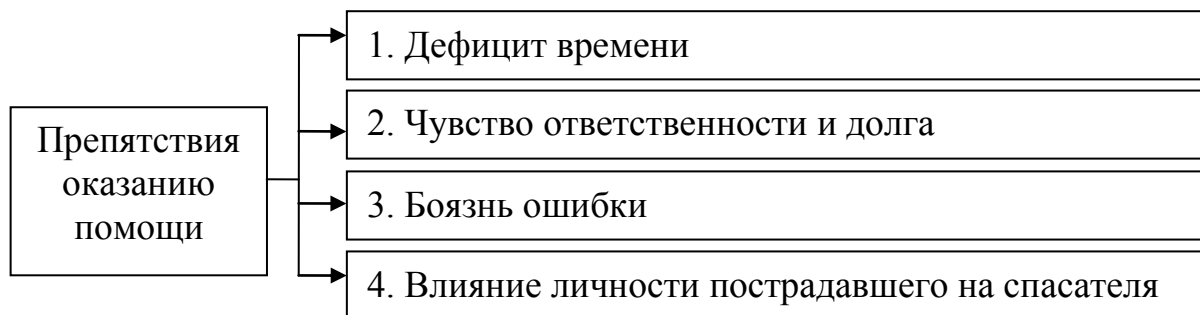 Препятствия
оказанию
помощи
1. Дефицит времени
2. Чувство ответственности и долга
3. Боязнь ошибки
4. Влияние личности пострадавшего на спасателя